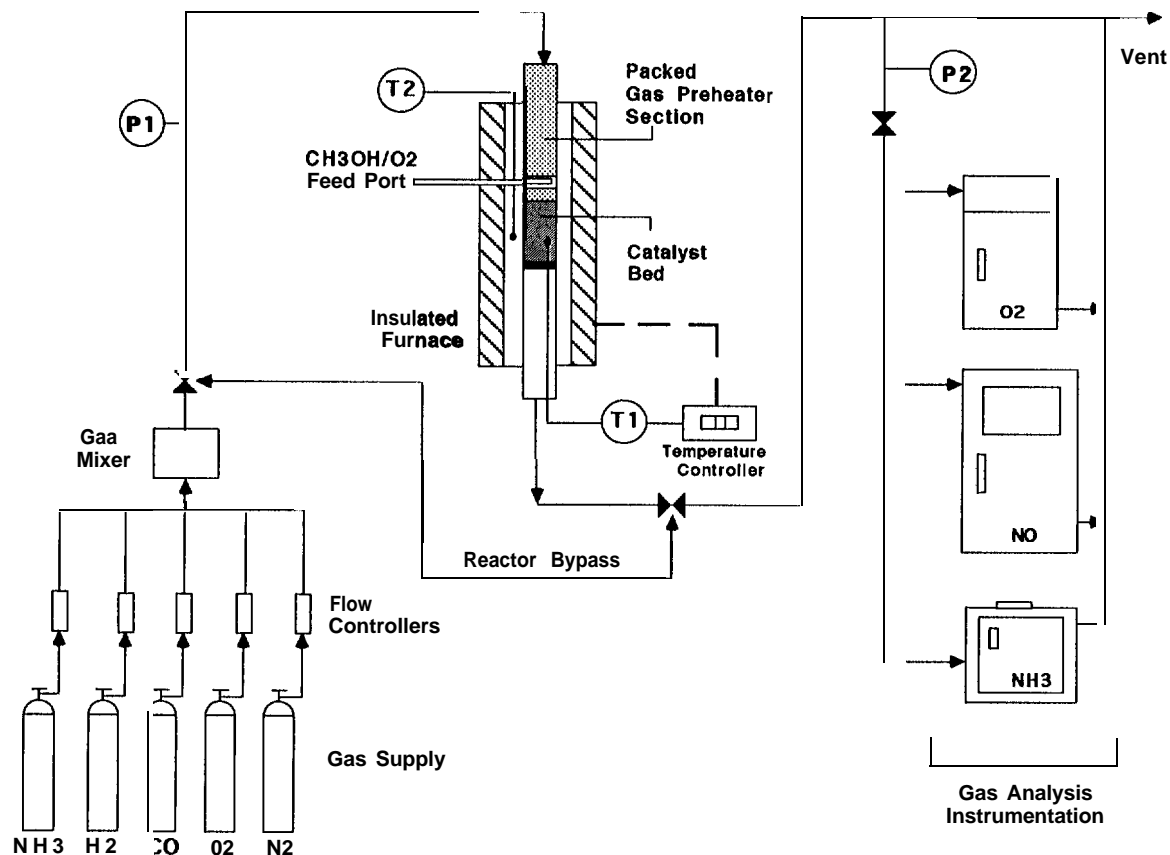 Vent
P2
Packed
Gas Preheater
Section
T2
P1
CH3OH/O2
Feed Port
Catalyst
Bed
O2
Insulated
Furnace
T1
Temperature
Controller
Gaa
Mixer
NO
Reactor Bypass
Flow
Controllers
NH3
Gas Supply
Gas Analysis
Instrumentation
NH3
H2
CO
02
N2